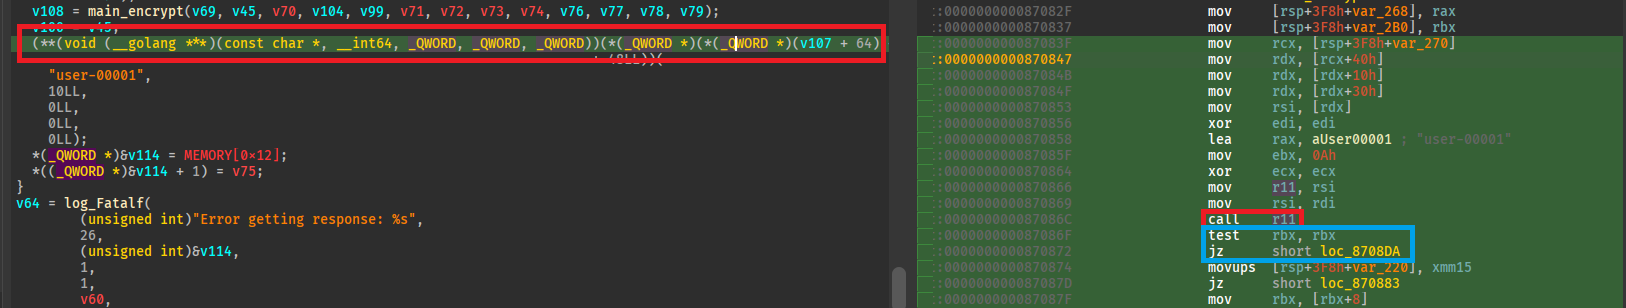 v108 = main_encrypt(v69, v45, v70, v104, v99, v71, v72, v73, v74, v76, v77, v78, v79);
(**(void (__golang ***)(const char *, __int64, _QWORD, _QWORD, _QWORD))(*(_QWORD *)(*(_QWORD *)(v107 + 64)
"user-00001",
10LL,
0LL,
0LL,
0LL);
*(_QWORD *)&v114 = MEMORY[0x12];
*((_QWORD *)&v114 + 1) = v75;
}
v64 = log_Fatalf(
(unsigned int)"Error getting response: %s",
26,
(unsigned int)&v114,
1,
1,
v60,
::000000000087082F mov [rsp+3F8h+var_268], rax
::0000000000870837 mov [rsp+3F8h+var_2B0], rbx
::000000000087083F mov rcx, [rsp+3F8h+var_270]
::0000000000870847 mov rdx, [rcx+40h]
::000000000087084B mov rdx, [rdx+10h]
::000000000087084F mov rdx, [rdx+30h]
::0000000000870853 mov rsi, [rdx]
::0000000000870856 xor edi, edi
::0000000000870858 lea rax, aUser00001 ; "user-00001"
::000000000087085F mov ebx, 0Ah
::0000000000870864 xor ecx, ecx
::0000000000870866 mov r11, rsi
::0000000000870869 mov rsi, rdi
::000000000087086C call r11
::000000000087086F test rbx, rbx
::0000000000870872 jz short loc_8708DA
::0000000000870874 movups [rsp+3F8h+var_220], xmm15
::000000000087087D jz short loc_870883
::000000000087087F mov rbx, [rbx+8]